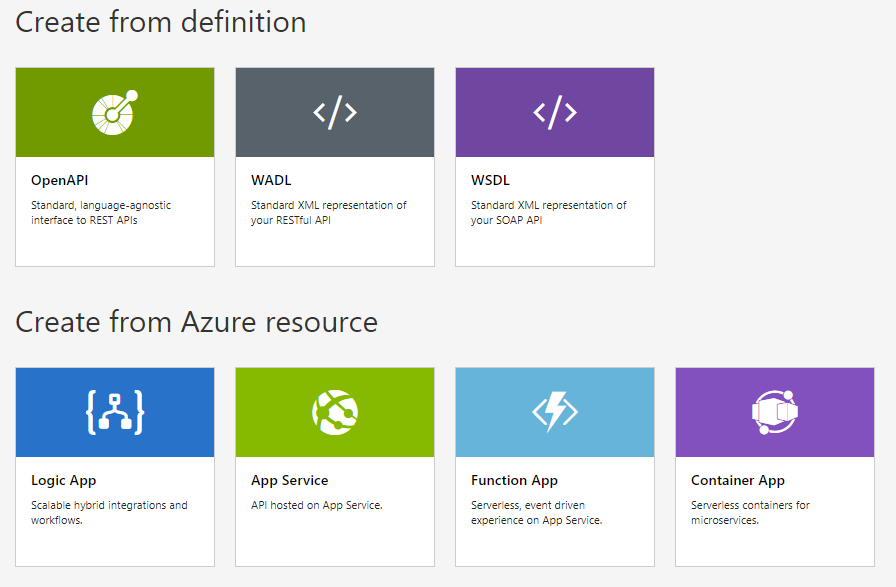 Create from definition
OpenAPI
Standard, language-agnostic
interface to REST APIs
WADL
Standard XML representation of
your RESTful API
WSDL
Standard XML representation of
your SOAP API
Create from Azure resource
Logic App
Scalable hybrid integrations and
workflows.
App Service
API hosted on App Service.
Function App
Serverless, event driven
experience on App Service.
Container App
Serverless containers for
microservices.